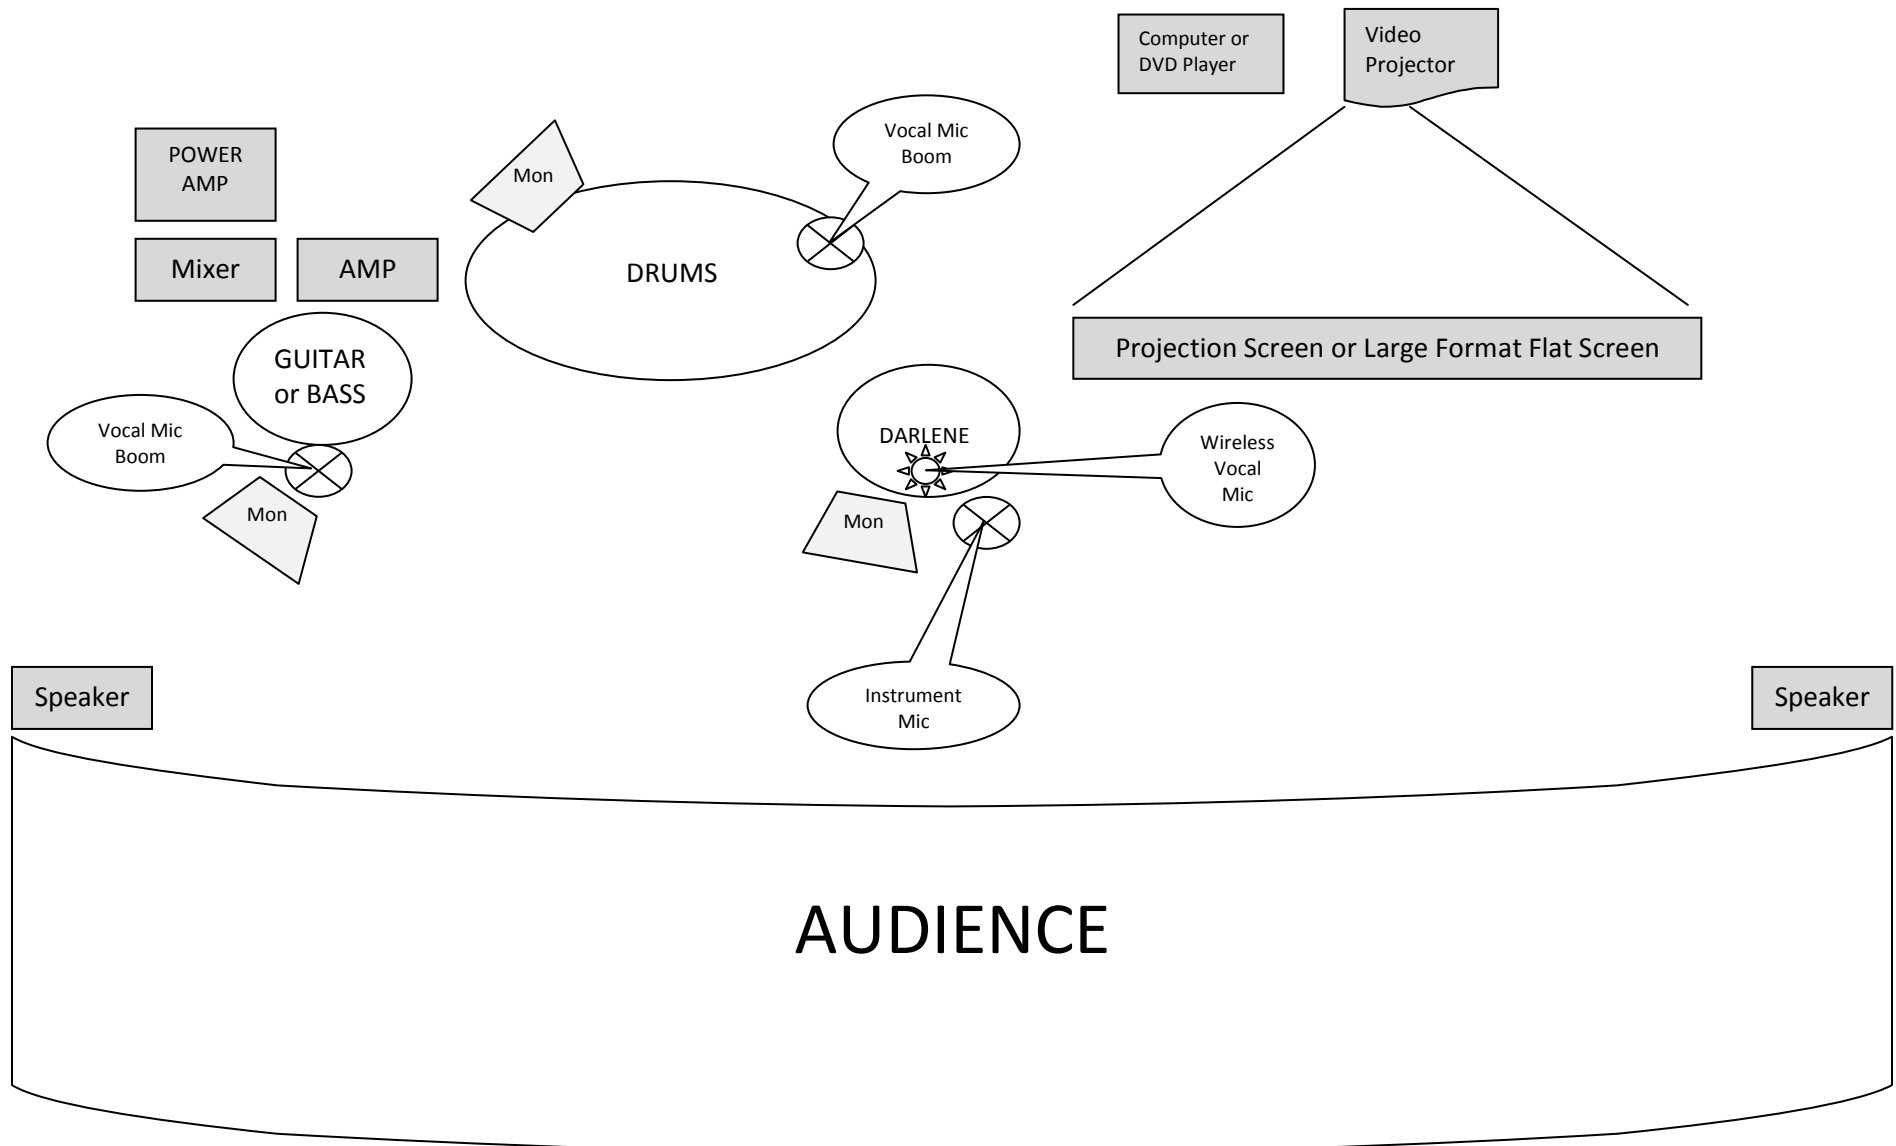 Computer or
DVD Player
Video
Projector
POWER
AMP
Mon
Vocal Mic
Boom
Mixer
AMP
DRUMS
GUITAR
or BASS
Projection Screen or Large Format Flat Screen
Vocal Mic
Boom
DARLENE
Wireless
Vocal
Mic
Mon
Mon
Instrument
Mic
Speaker
Speaker
AUDIENCE